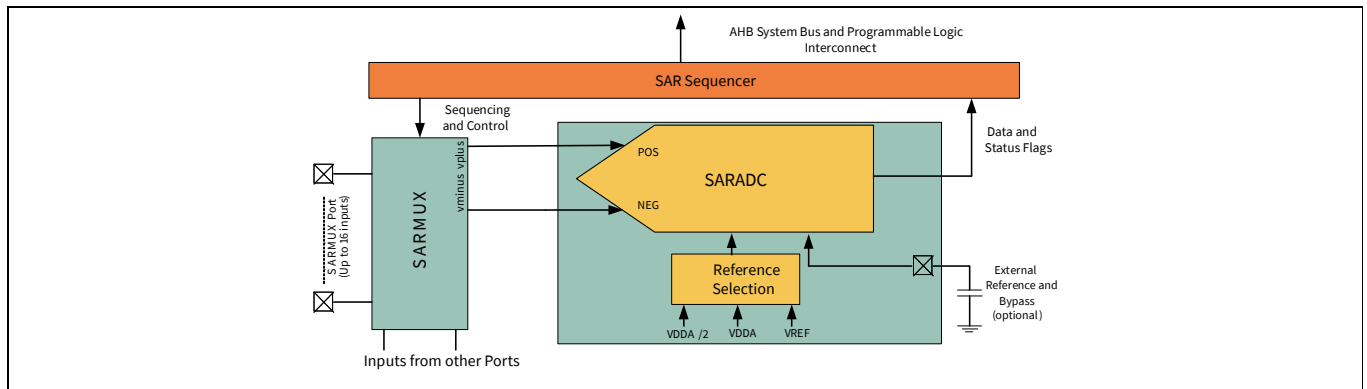 AHB System Bus and Programmable Logic
Interconnect
SAR Sequencer
Sequencing
and Control
Data and
Status Flags
vminus vplus
POS
SARADC
NEG
SARMUX
SARMUX Port
(Up to 16 inputs)
Reference
Selection
External
Reference and
Bypass
(optional)
VDDA /2
VDDA
VREF
Inputs from other Ports